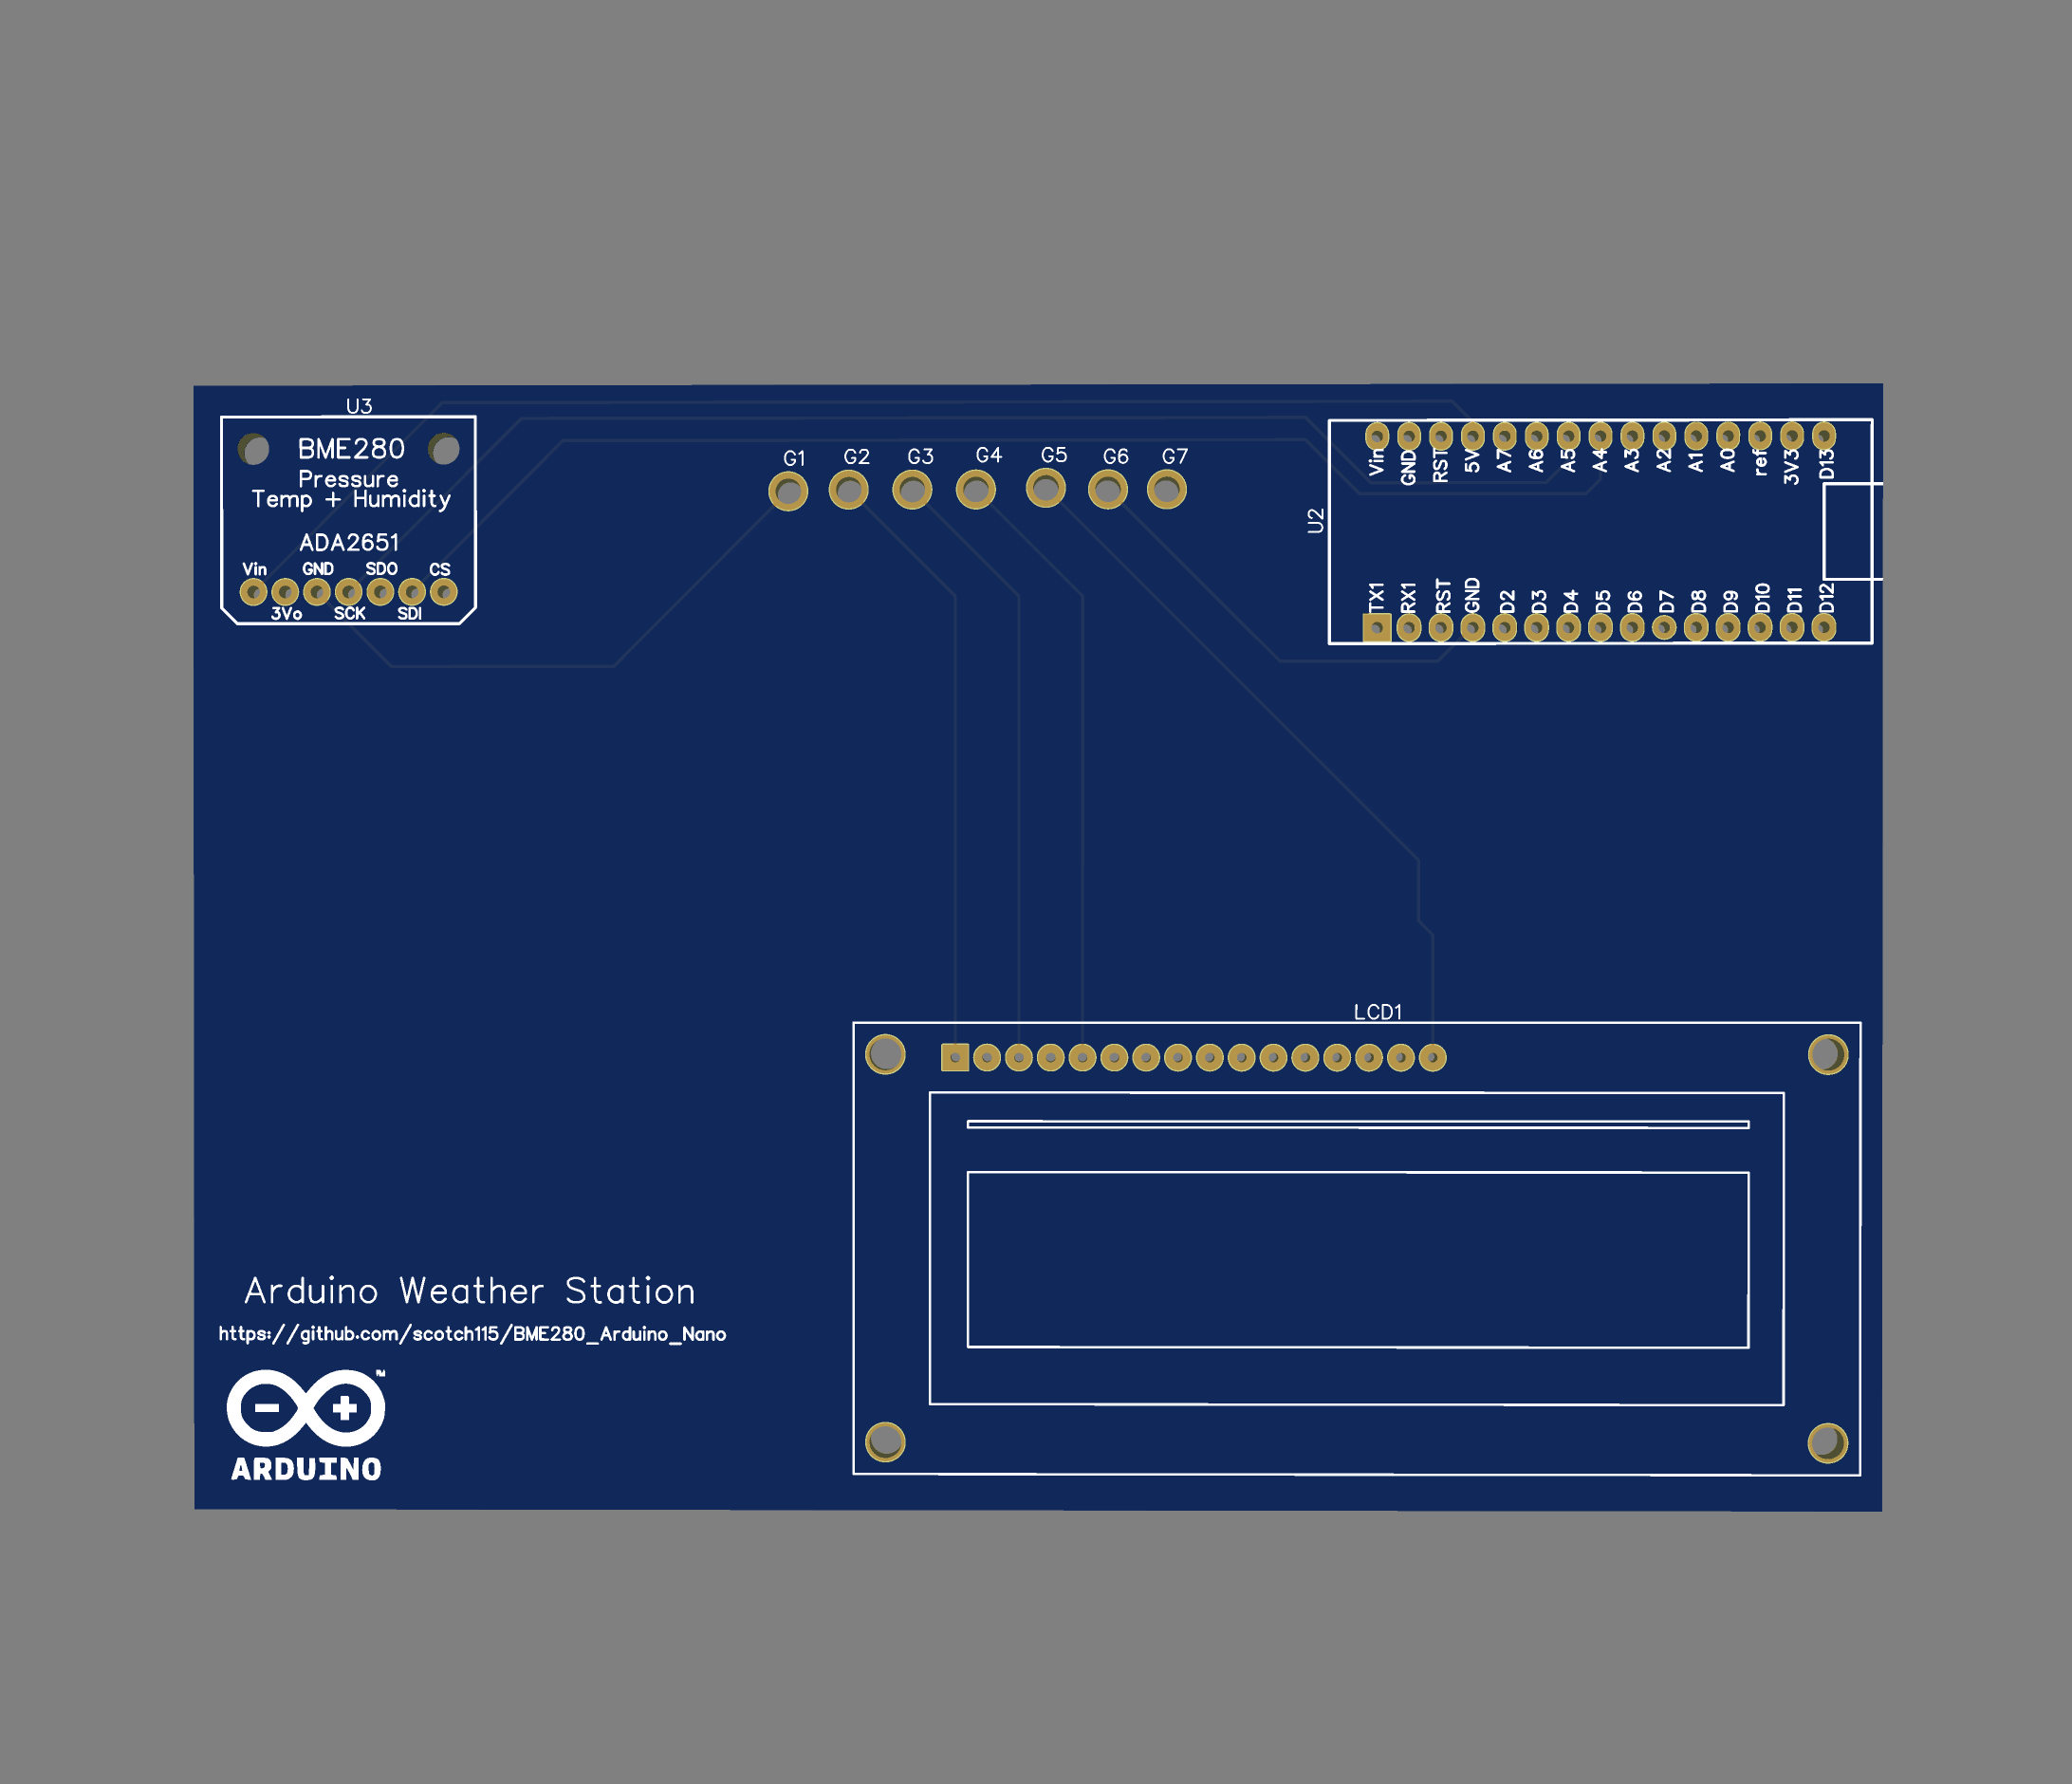 U3
BME280
Pressure
Temp + Humidity
ADA2651
Vin GND SDO CS
3Vo SCK SDI
G1 G2 G3 G4 G5 G6 G7
U2
Vin GND RST 5V A7 A6 A5 A4 A3 A2 A1 A0 ref 3V3 D13
TX1 RX1 RST GND D2 D3 D4 D5 D6 D7 D8 D9 D10 D11 D12
LCD1
Arduino Weather Station
https://github.com/scotch115/BME280_Arduino_Nano
TM
ARDUINO